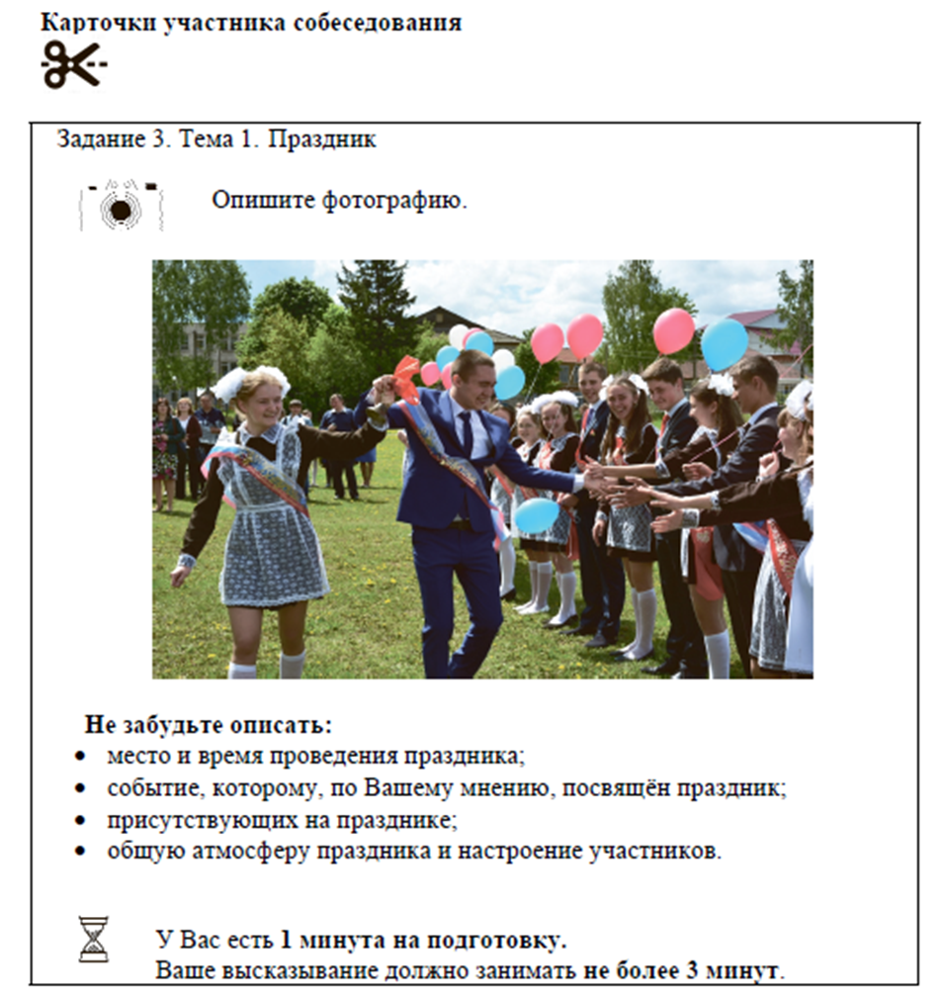 Карточки участника собеседования
Задание 3. Тема 1. Праздник
Опишите фотографию.
Не забудьте описать:
• место и время проведения праздника;
• событие, которому, по Вашему мнению, посвящён праздник;
• присутствующих на празднике;
• общую атмосферу праздника и настроение участников.
У Вас есть 1 минута на подготовку.
Ваше высказывание должно занимать не более 3 минут.